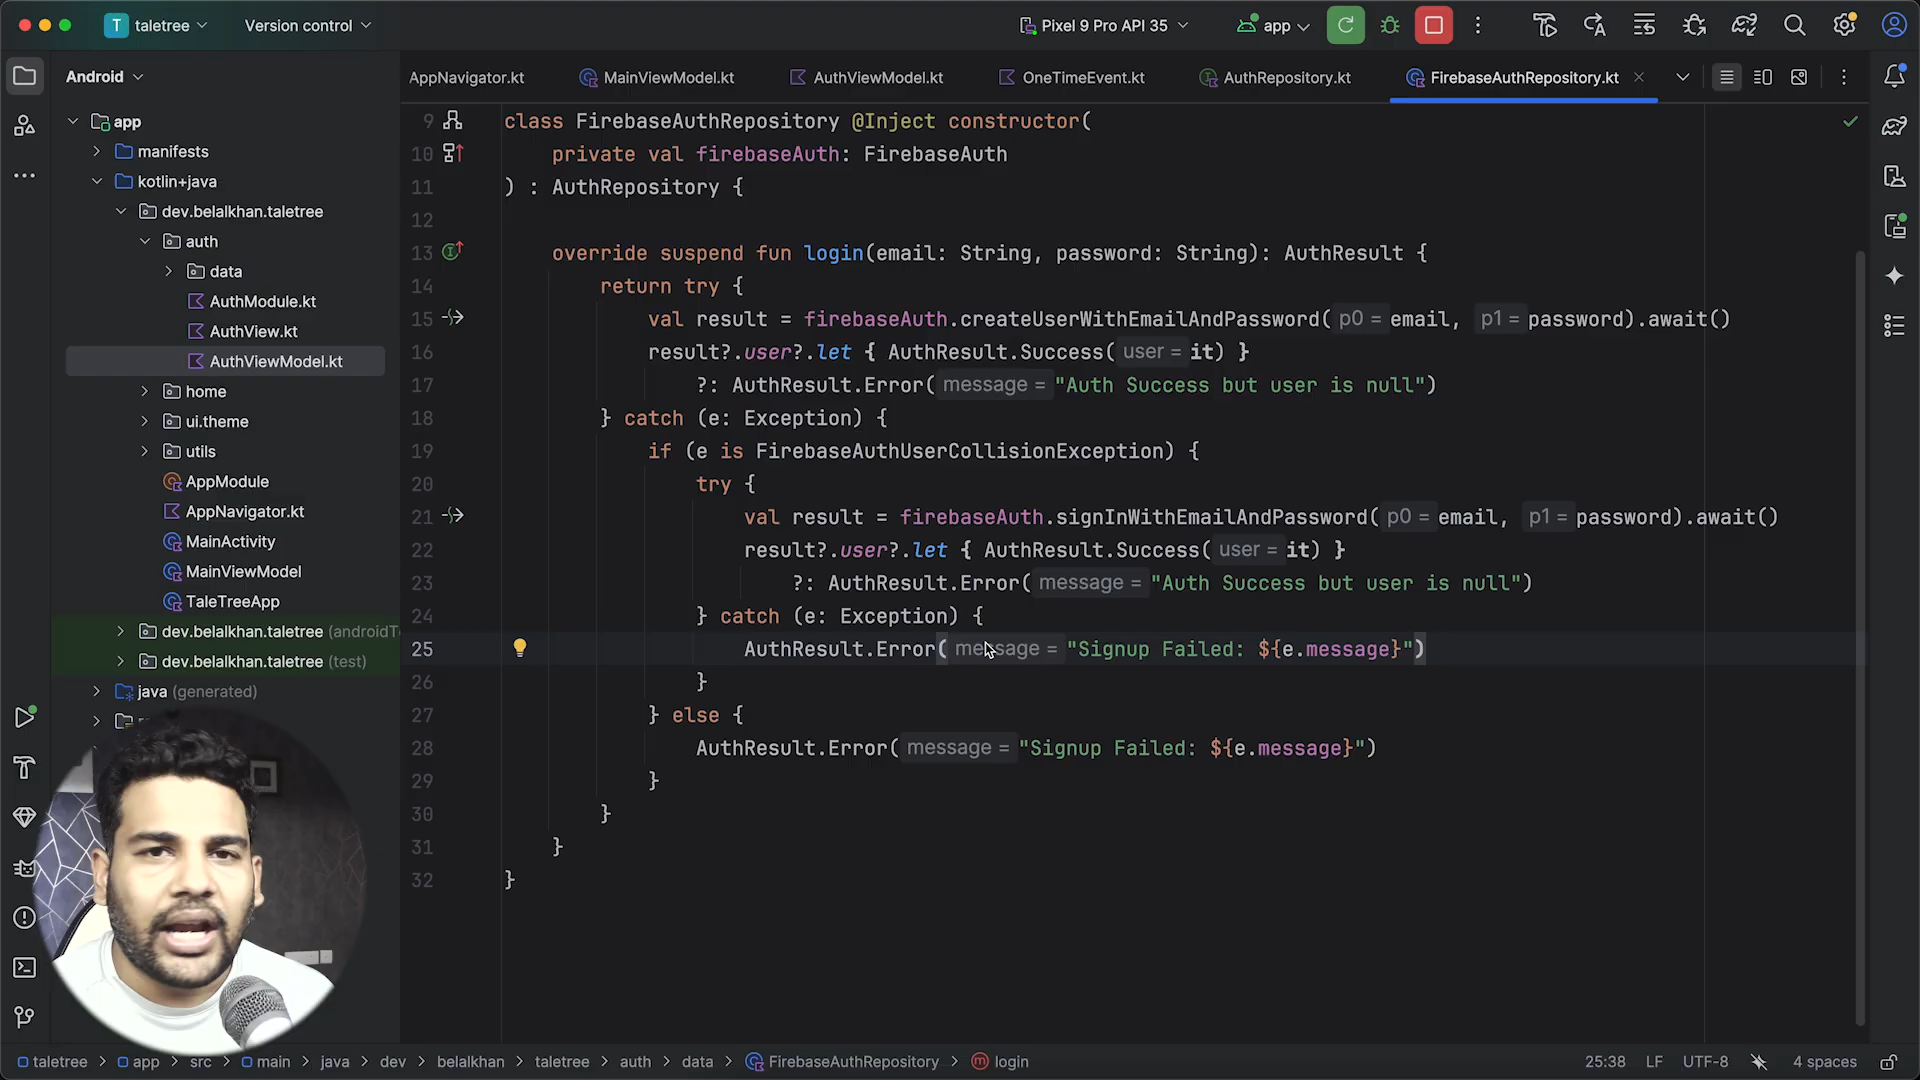 T taletree
Version control
Pixel 9 Pro API 35
app
Android
AppNavigator.kt
MainViewModel.kt
AuthViewModel.kt
OneTimeEvent.kt
AuthRepository.kt
FirebaseAuthRepository.kt
app
manifests
kotlin+java
dev.belalkhan.taletree
auth
data
AuthModule.kt
AuthView.kt
AuthViewModel.kt
home
ui.theme
utils
AppModule
AppNavigator.kt
MainActivity
MainViewModel
TaleTreeApp
dev.belalkhan.taletree (androidTe
dev.belalkhan.taletree (test)
java (generated)
9 class FirebaseAuthRepository @Inject constructor(
10 private val firebaseAuth: FirebaseAuth
11 ) : AuthRepository {
12
13 override suspend fun login(email: String, password: String): AuthResult {
14 return try {
15 val result = firebaseAuth.createUserWithEmailAndPassword( p0 = email, p1 = password).await()
16 result?.user?.let { AuthResult.Success( user = it) }
17 ?: AuthResult.Error( message = "Auth Success but user is null")
18 } catch (e: Exception) {
19 if (e is FirebaseAuthUserCollisionException) {
20 try {
21 val result = firebaseAuth.signInWithEmailAndPassword( p0 = email, p1 = password).await()
22 result?.user?.let { AuthResult.Success( user = it) }
23 ?: AuthResult.Error( message = "Auth Success but user is null")
24 } catch (e: Exception) {
25 AuthResult.Error( message = "Signup Failed: ${e.message}")
26 }
27 } else {
28 AuthResult.Error( message = "Signup Failed: ${e.message}")
29 }
30 }
31 }
32 }
taletree > app > src > main > java > dev > belalkhan > taletree > auth > data > FirebaseAuthRepository > login
25:38 LF UTF-8 4 spaces